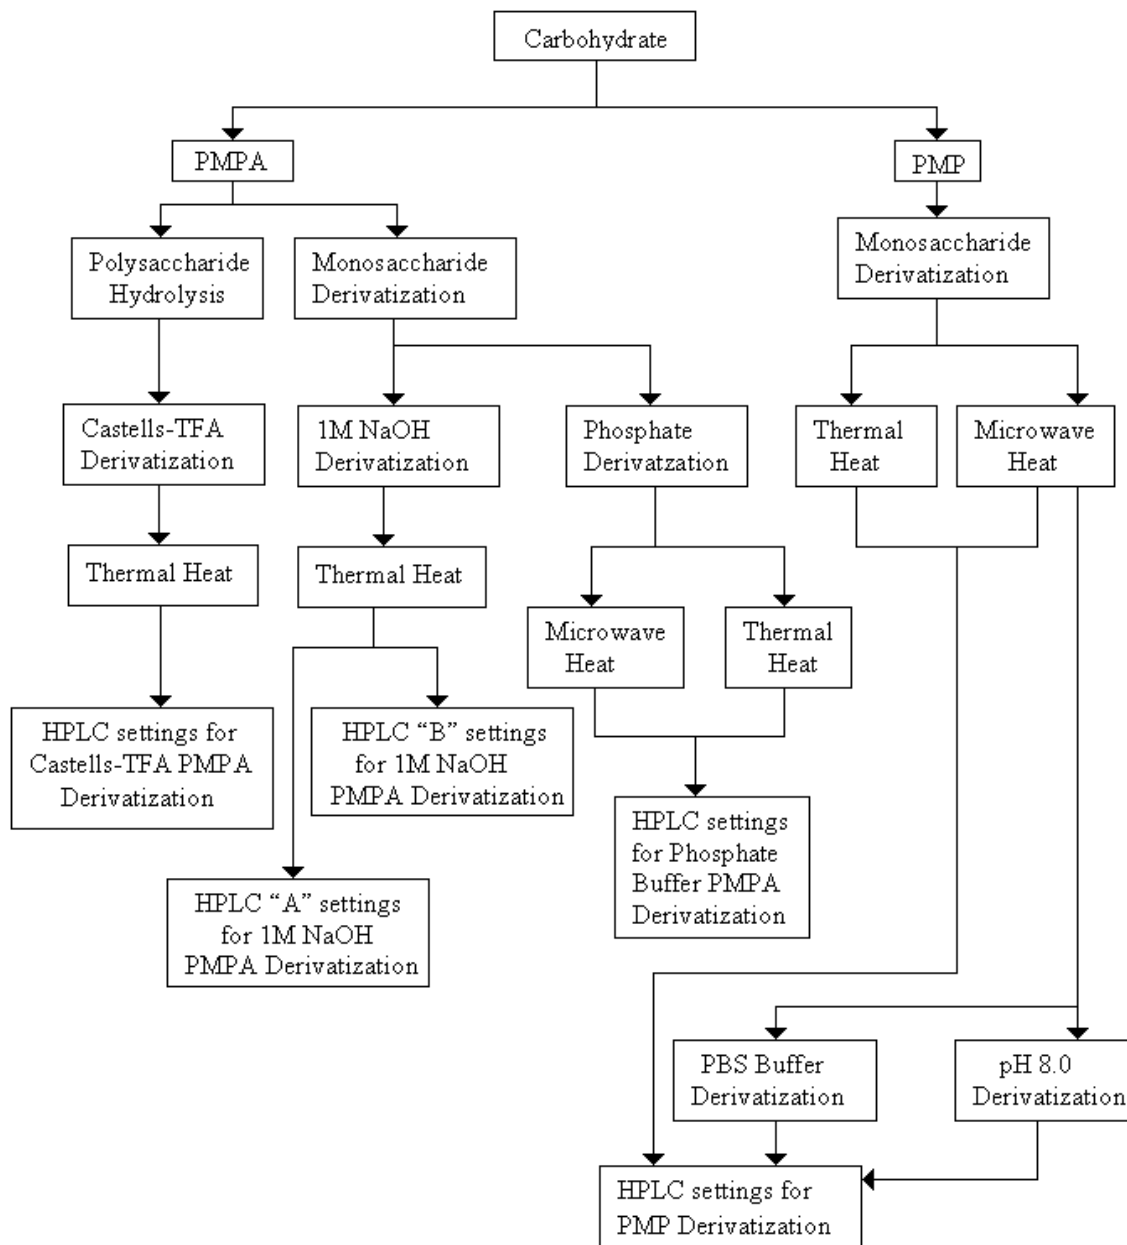 Carbohydrate
PMPA
PMP
Polysaccharide
Hydrolysis
Monosaccharide
Derivatization
Monosaccharide
Derivatization
Castells-TFA
Derivatization
1M NaOH
Derivatization
Phosphate
Derivatzation
Thermal
Heat
Microwave
Heat
Thermal Heat
Thermal Heat
Microwave
Heat
Thermal
Heat
HPLC settings for
Castells-TFA PMPA
Derivatization
HPLC “B” settings
for 1M NaOH
PMPA Derivatization
HPLC settings
for Phosphate
Buffer PMPA
Derivatization
HPLC “A” settings
for 1M NaOH
PMPA Derivatization
PBS Buffer
Derivatization
pH 8.0
Derivatization
HPLC settings for
PMP Derivatization